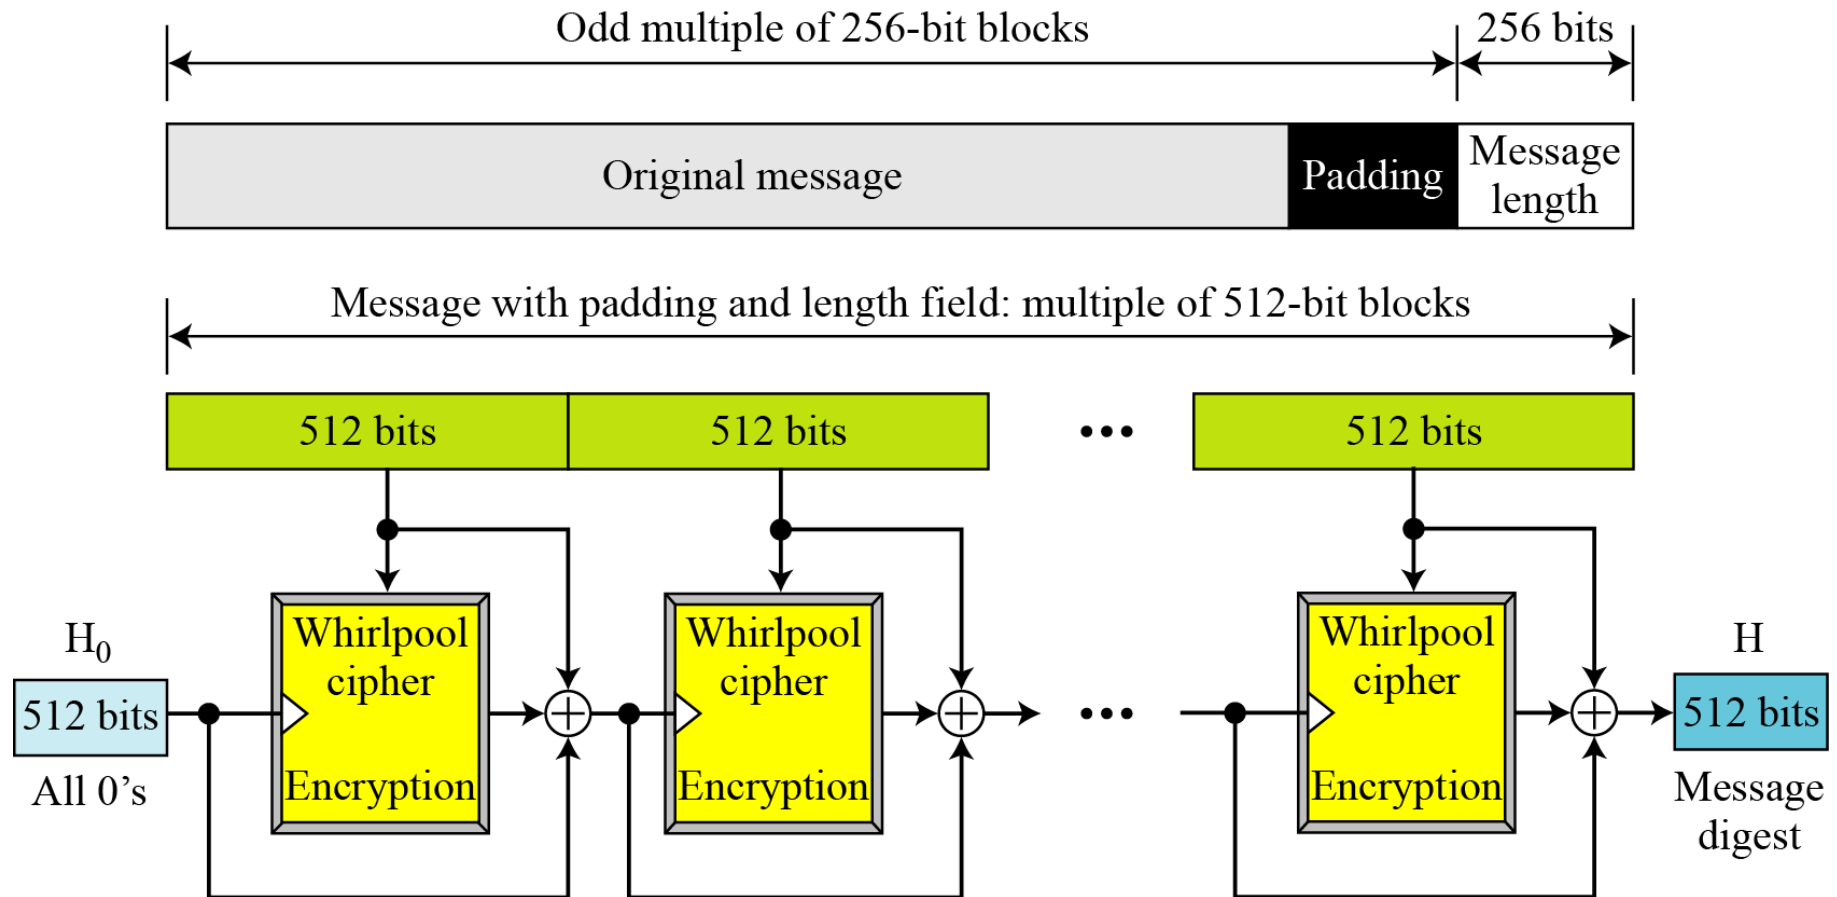 Odd multiple of 256-bit blocks
256 bits
Original message
Padding
Message
length
Message with padding and length field: multiple of 512-bit blocks
512 bits
512 bits
•••
512 bits
H0
512 bits
All 0’s
Whirlpool
cipher
Encryption
Whirlpool
cipher
Encryption
•••
Whirlpool
cipher
Encryption
H
512 bits
Message
digest